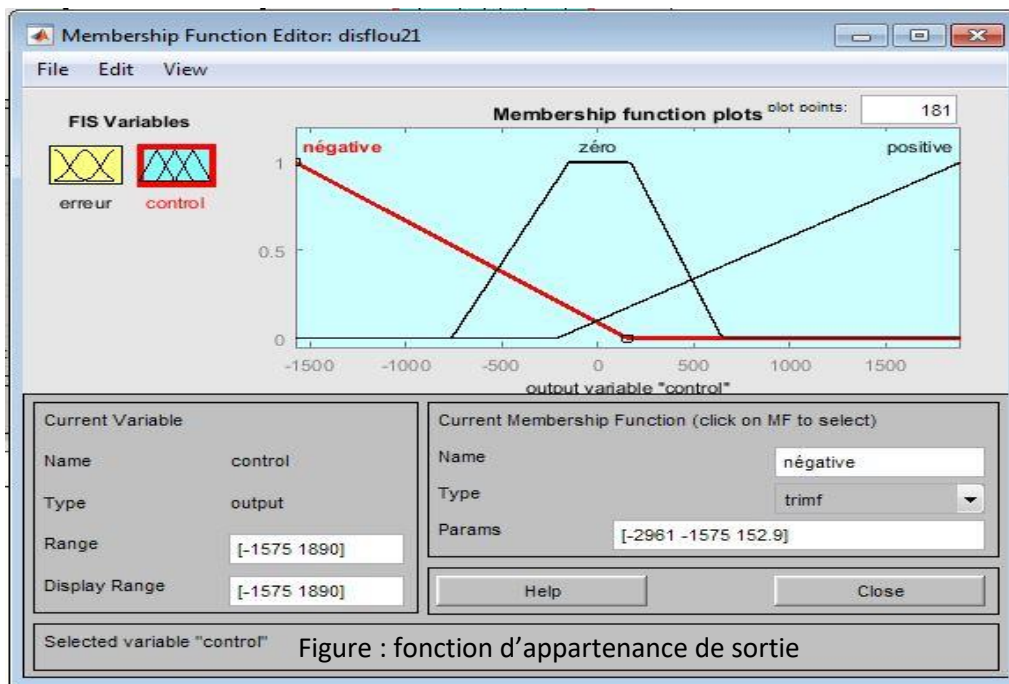 Membership Function Editor: disflou21
File Edit View
FIS Variables
erreur control
Membership function plots
plot points: 181
négative zéro positive
1
0.5
0
-1500 -1000 -500 0 500 1000 1500
output variable "control"
Current Variable
Name control
Type output
Range [-1575 1890]
Display Range [-1575 1890]
Current Membership Function (click on MF to select)
Name négative
Type trimf
Params [-2961 -1575 152.9]
Help Close
Selected variable "control"
Figure : fonction d’appartenance de sortie